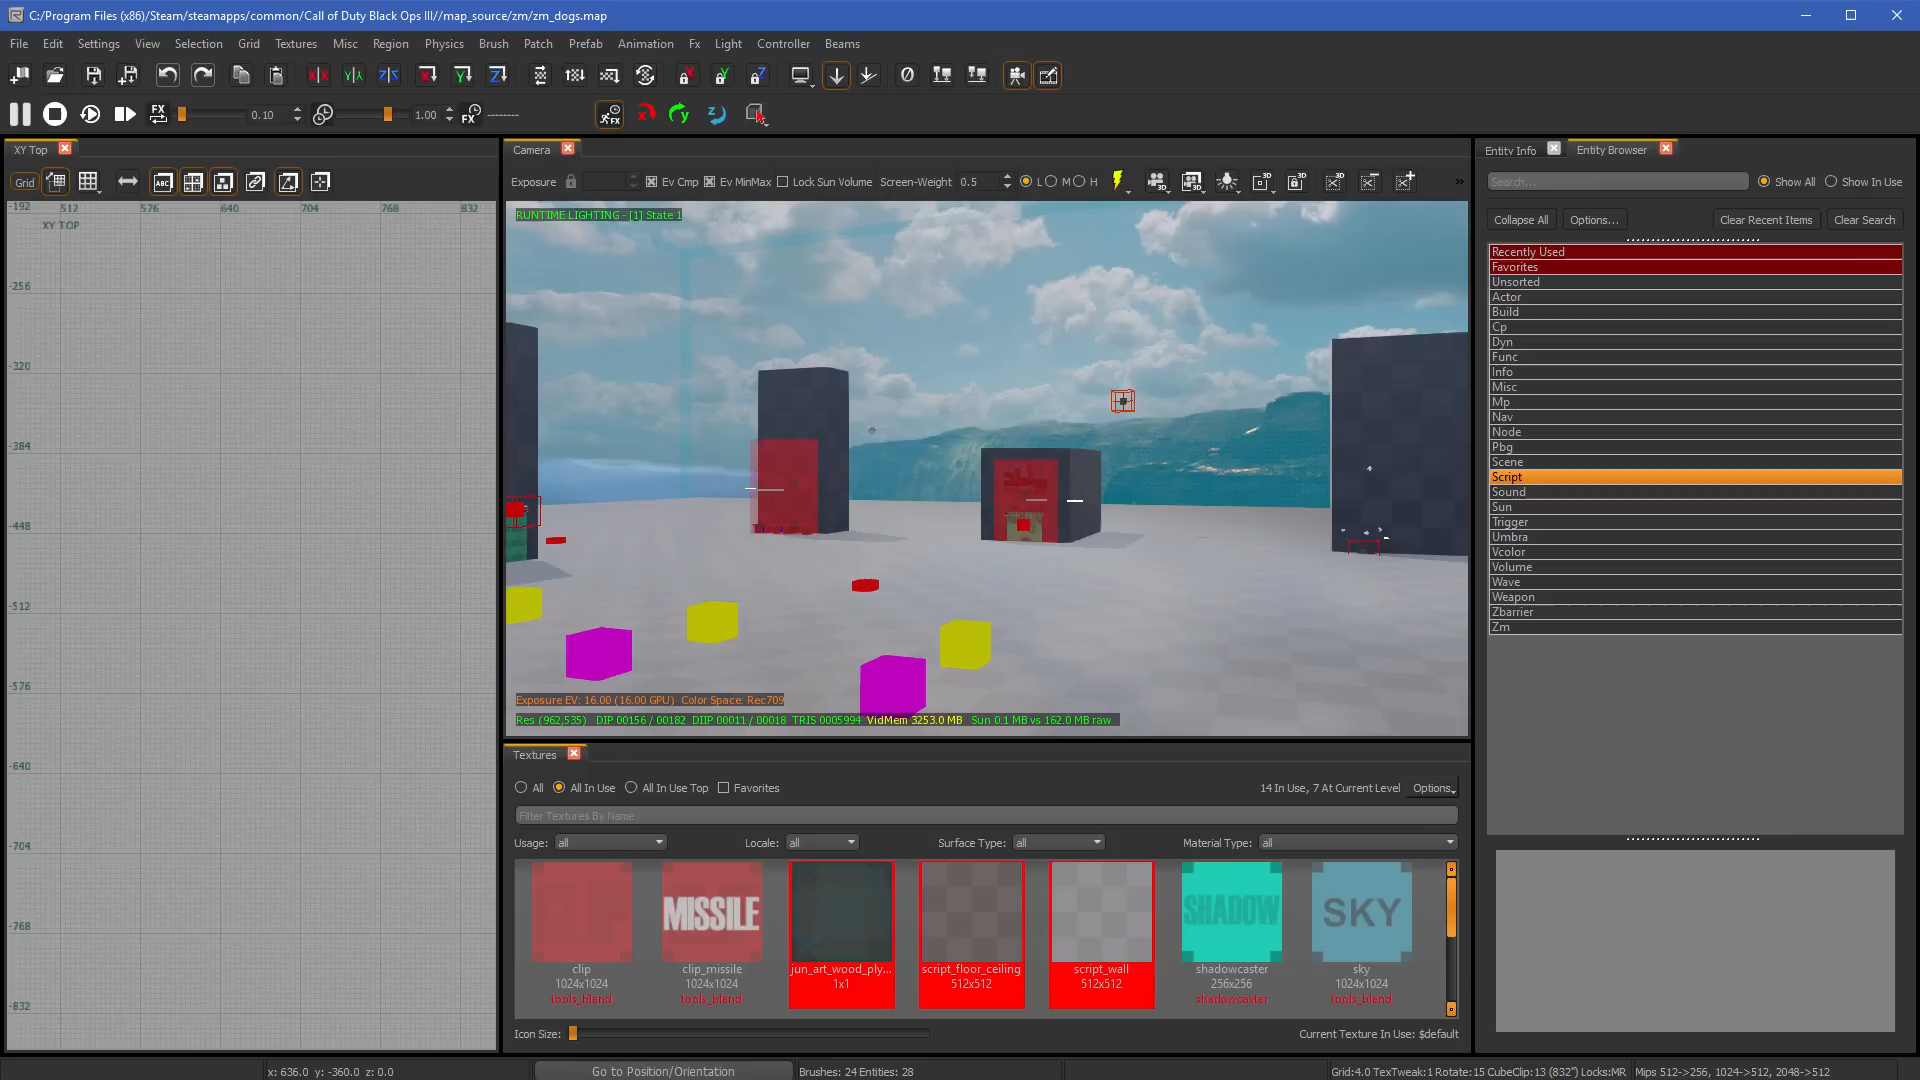 C:/Program Files (x86)/Steam/steamapps/common/Call of Duty Black Ops III//map_source/zm/zm_dogs.map
File Edit Settings View Selection Grid Textures Misc Region Physics Brush Patch Prefab Animation Fx Light Controller Beams
FX 0.10 1.00 FX --------
XY Top
Camera
Entity Info
Entity Browser
Grid
Exposure Ev Cmp Ev MinMax Lock Sun Volume Screen-Weight 0.5 L M H
Search...
Show All Show In Use
Collapse All Options... Clear Recent Items Clear Search
-192 512 576 640 704 768 832
XY TOP
-256
-320
-384
-448
-512
-576
-640
-704
-768
-832
RUNTIME LIGHTING - [1] State 1
Exposure EV: 16.00 (16.00 GPU) Color Space: Rec709
Res (962,535) DIP 00156 / 00182 DIIP 00011 / 00018 TRIS 0005994 VidMem 3253.0 MB Sun 0.1 MB vs 162.0 MB raw
Recently Used
Favorites
Unsorted
Actor
Build
Cp
Dyn
Func
Info
Misc
Mp
Nav
Node
Pbg
Scene
Script
Sound
Sun
Trigger
Umbra
Vcolor
Volume
Wave
Weapon
Zbarrier
Zm
Textures
All All In Use All In Use Top Favorites
14 In Use, 7 At Current Level Options...
Filter Textures By Name
Usage: all Locale: all Surface Type: all Material Type: all
CLIP MISSILE SHADOW SKY
clip clip_missile jun_art_wood_ply... script_floor_ceiling script_wall shadowcaster sky
1024x1024 1024x1024 1x1 512x512 512x512 256x256 1024x1024
tools_blend tools_blend shadowcaster tools_blend
Icon Size:
Current Texture In Use: $default
x: 636.0 y: -360.0 z: 0.0
Go to Position/Orientation
Brushes: 24 Entities: 28
Grid:4.0 TexTweak:1 Rotate:15 CubeClip:13 (832") Locks:MR
Mips 512->256, 1024->512, 2048->512